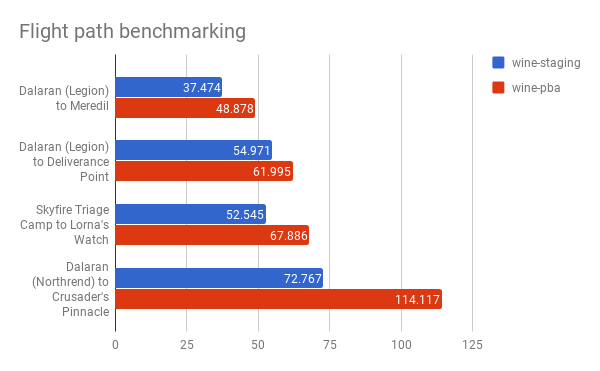 Flight path benchmarking
wine-staging
wine-pba
Dalaran (Legion)
to Meredil
37.474
48.878
Dalaran (Legion)
to Deliverance
Point
54.971
61.995
Skyfire Triage
Camp to Lorna's
Watch
52.545
67.886
Dalaran
(Northrend) to
Crusader's
Pinnacle
72.767
114.117
0 25 50 75 100 125